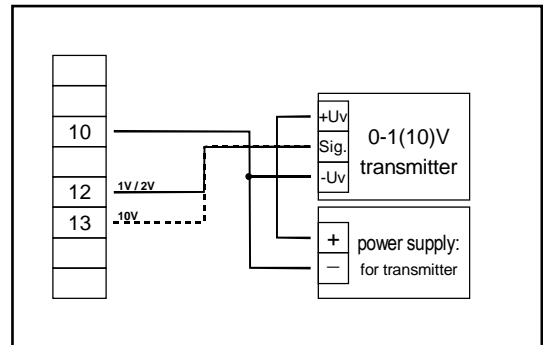 10
12
13
1V / 2V
10V
+Uv
Sig.
-Uv
0-1(10)V
transmitter
+
−
power supply:
for transmitter